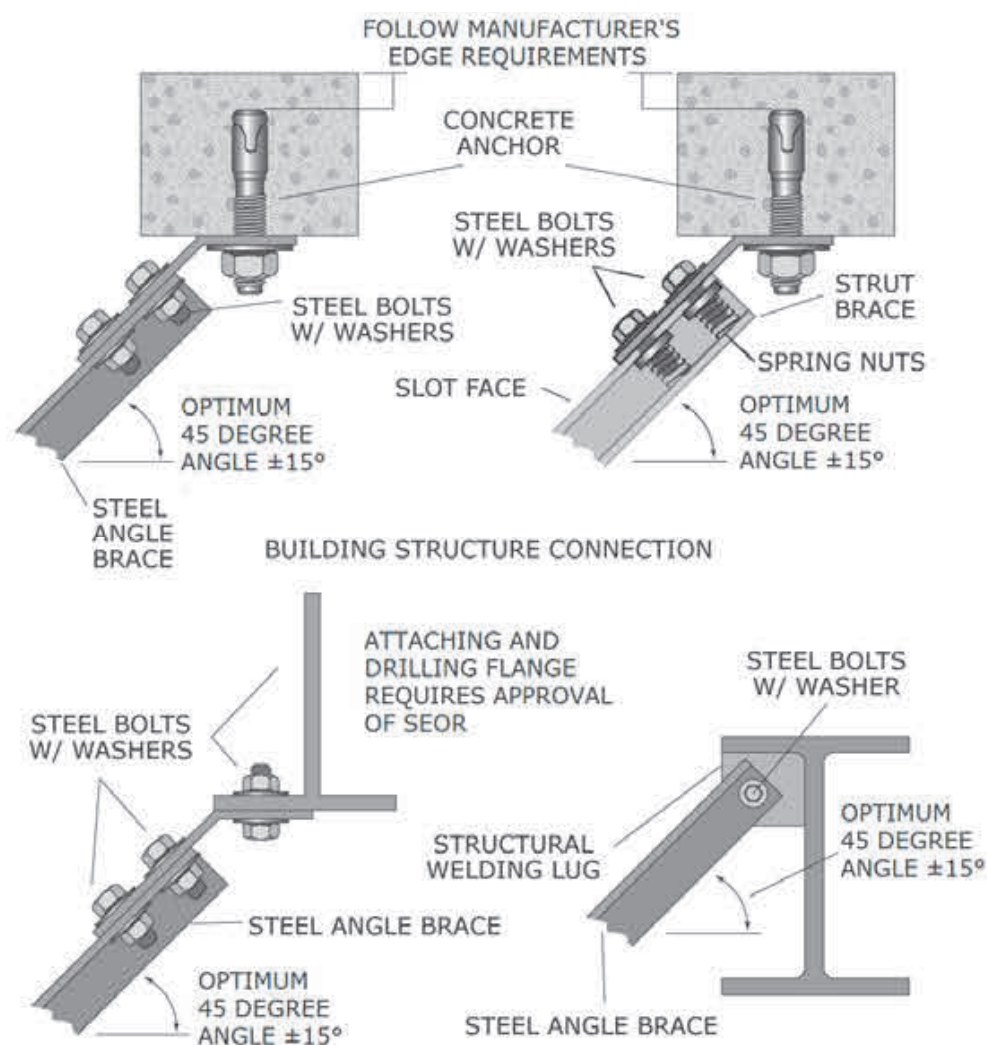 FOLLOW MANUFACTURER'S
EDGE REQUIREMENTS
CONCRETE
ANCHOR
STEEL BOLTS
W/ WASHERS
STEEL BOLTS
W/ WASHERS
STRUT
BRACE
SPRING NUTS
SLOT FACE
OPTIMUM
45 DEGREE
ANGLE ±15°
OPTIMUM
45 DEGREE
ANGLE ±15°
STEEL
ANGLE
BRACE
BUILDING STRUCTURE CONNECTION
ATTACHING AND
DRILLING FLANGE
REQUIRES APPROVAL
OF SEOR
STEEL BOLTS
W/ WASHER
STEEL BOLTS
W/ WASHERS
OPTIMUM
45 DEGREE
ANGLE ±15°
STRUCTURAL
WELDING LUG
STEEL ANGLE BRACE
OPTIMUM
45 DEGREE
ANGLE ±15°
STEEL ANGLE BRACE